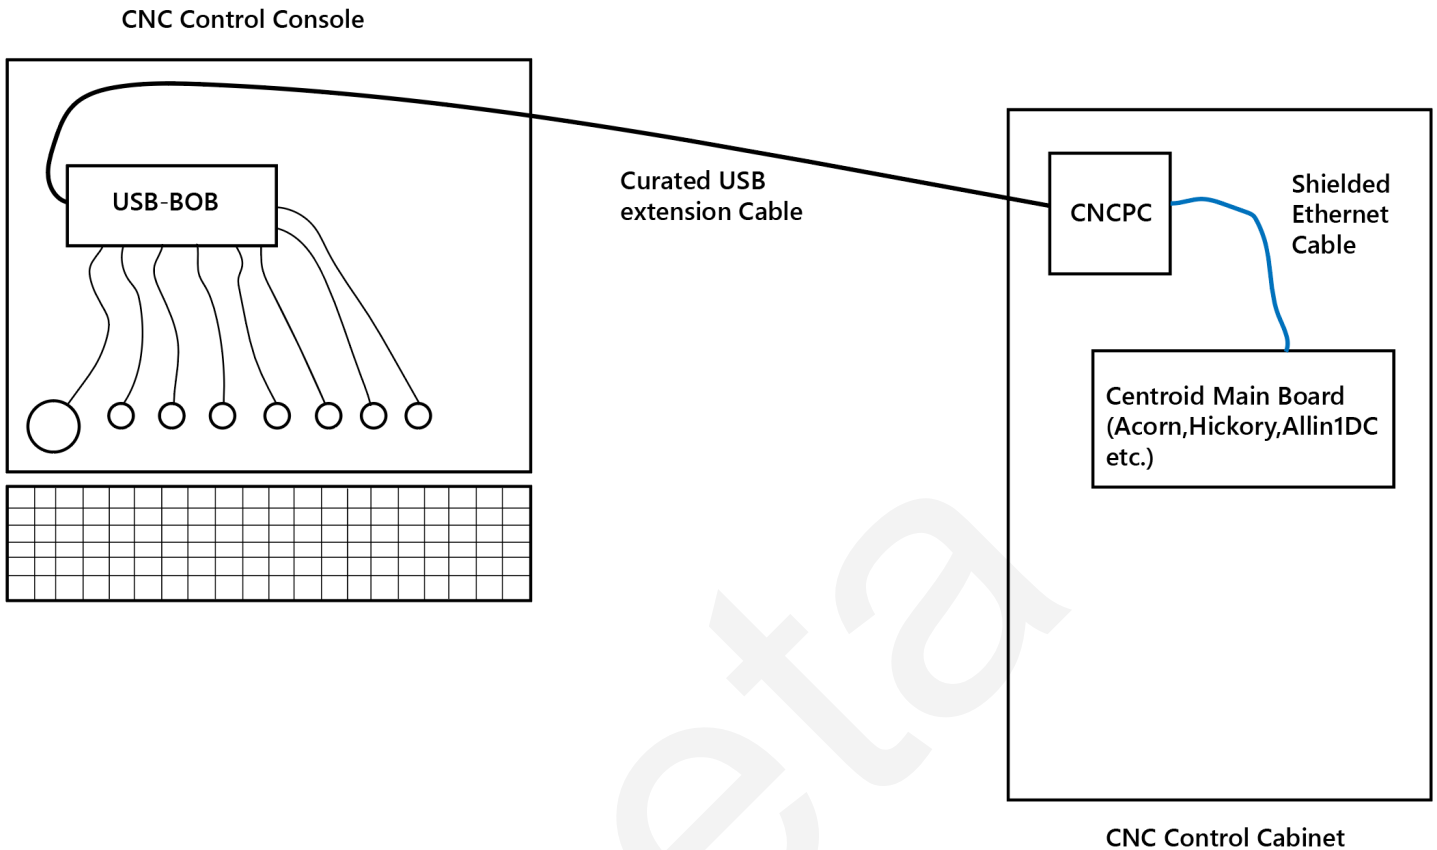 CNC Control Console
USB-BOB
Curated USB
extension Cable
CNCPC
Shielded
Ethernet
Cable
Centroid Main Board
(Acorn,Hickory,Allin1DC
etc.)
eta
CNC Control Cabinet